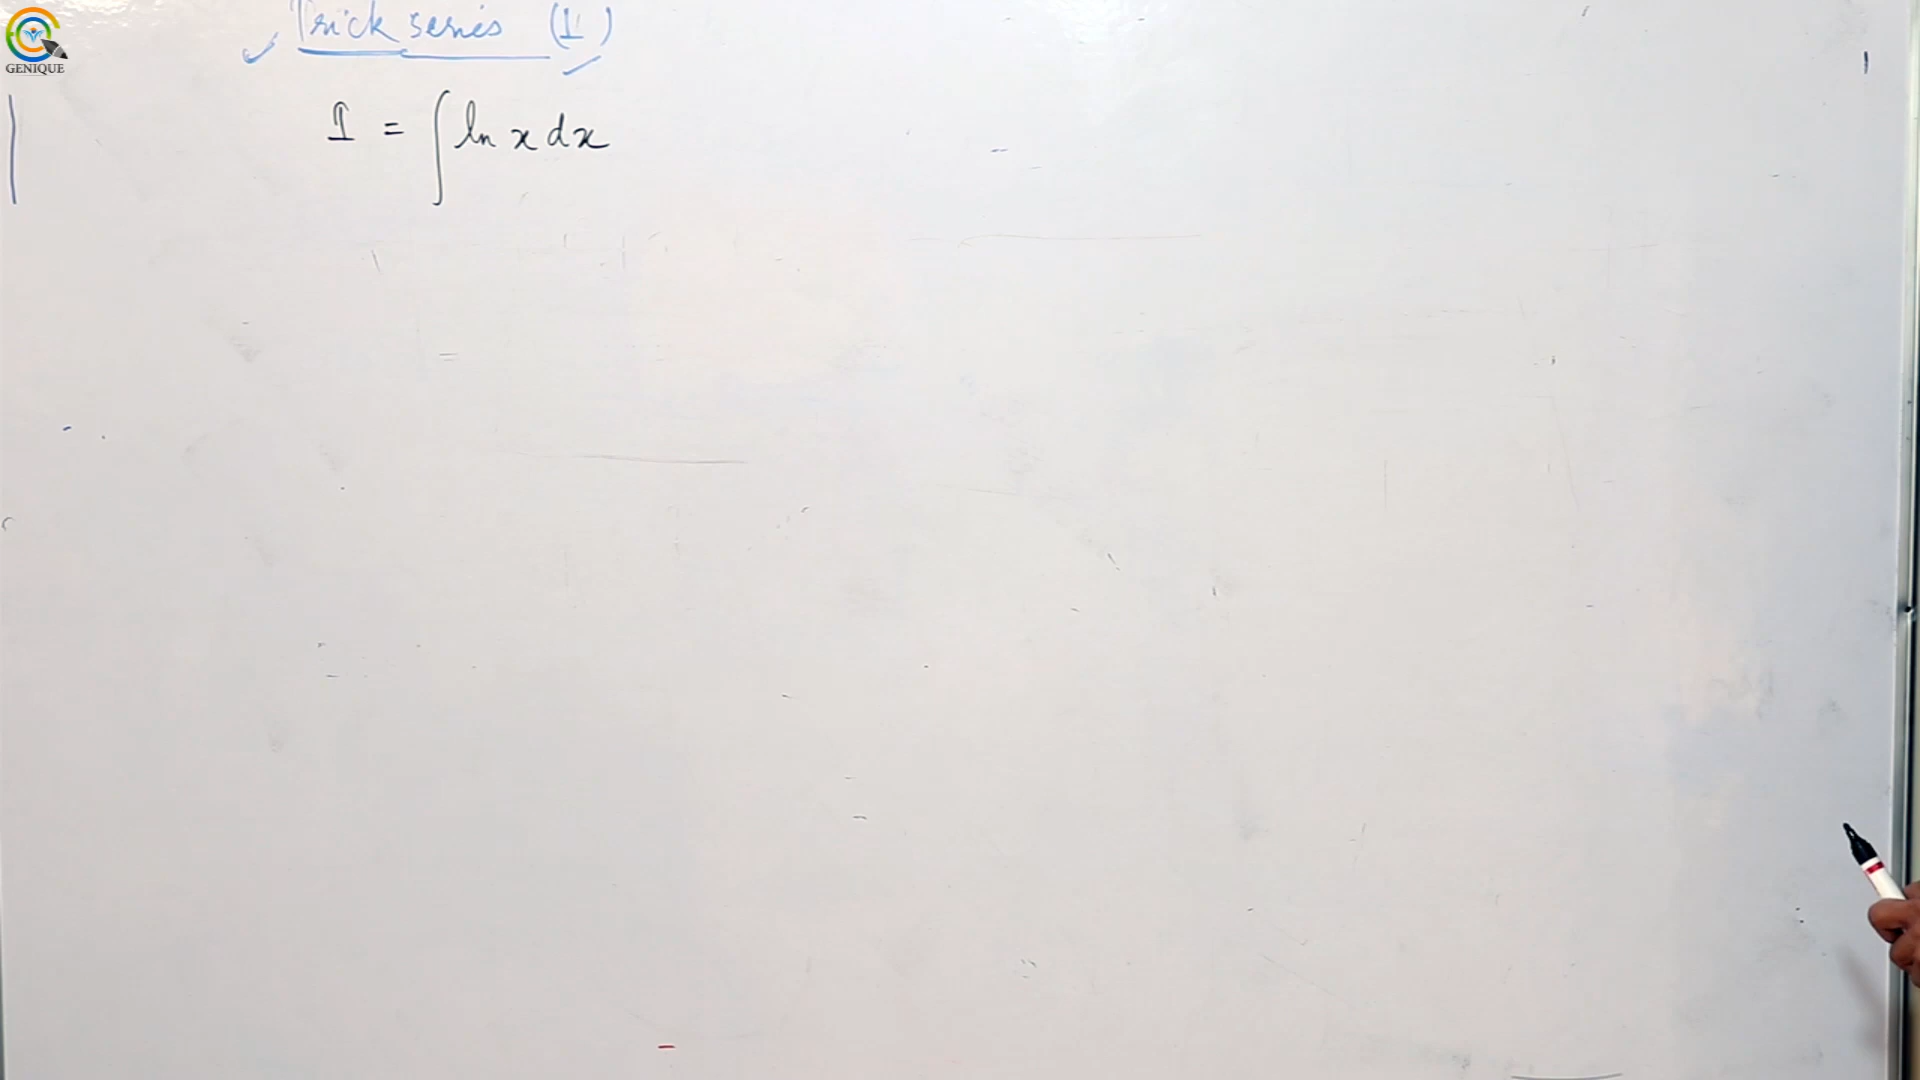 Trick series (I)
GENIQUE
I = ∫ ln x dx